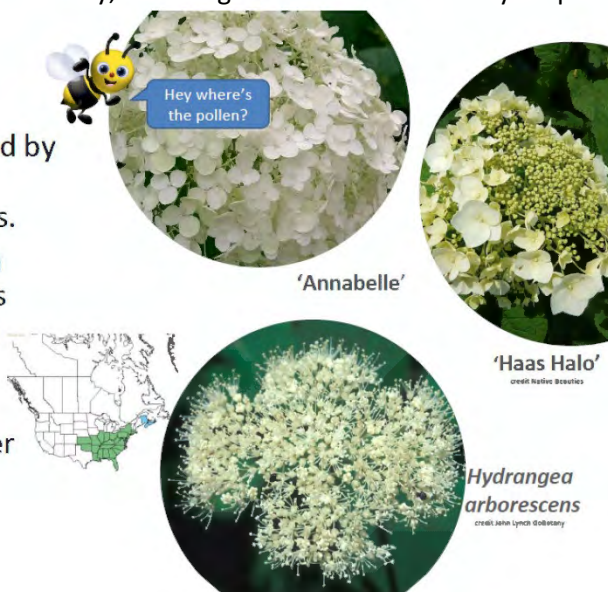 Hey where's
the pollen?
d by
s.
s
er
'Annabelle'
'Haas Halo'
credit Native Beauties
Hydrangea
arborescens
credit John Lynch GoBotany